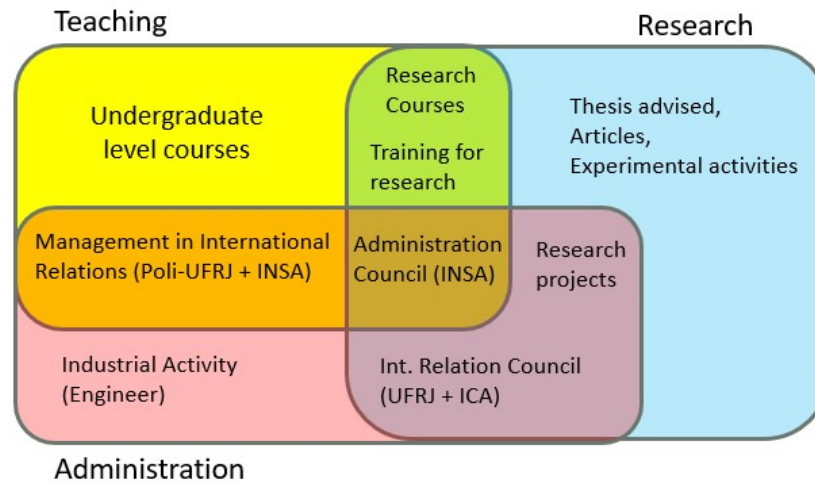 Teaching
Research
Undergraduate
level courses
Research
Courses
Training for
research
Thesis advised,
Articles,
Experimental activities
Management in International
Relations (Poli-UFRJ + INSA)
Administration
Council (INSA)
Research
projects
Industrial Activity
(Engineer)
Int. Relation Council
(UFRJ + ICA)
Administration